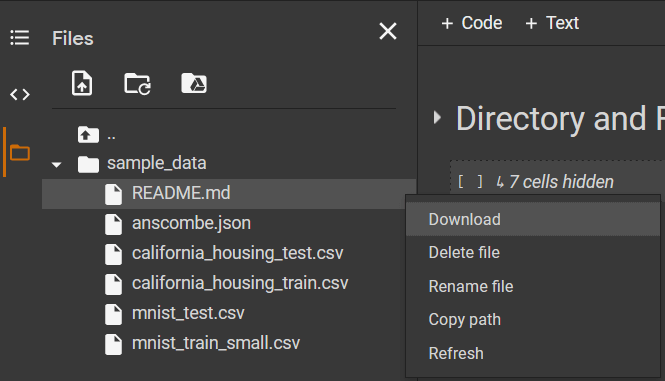 Files
+ Code + Text
Directory and
[ ] ↳ 7 cells hidden
..
sample_data
README.md
anscombe.json
california_housing_test.csv
california_housing_train.csv
mnist_test.csv
mnist_train_small.csv
Download
Delete file
Rename file
Copy path
Refresh